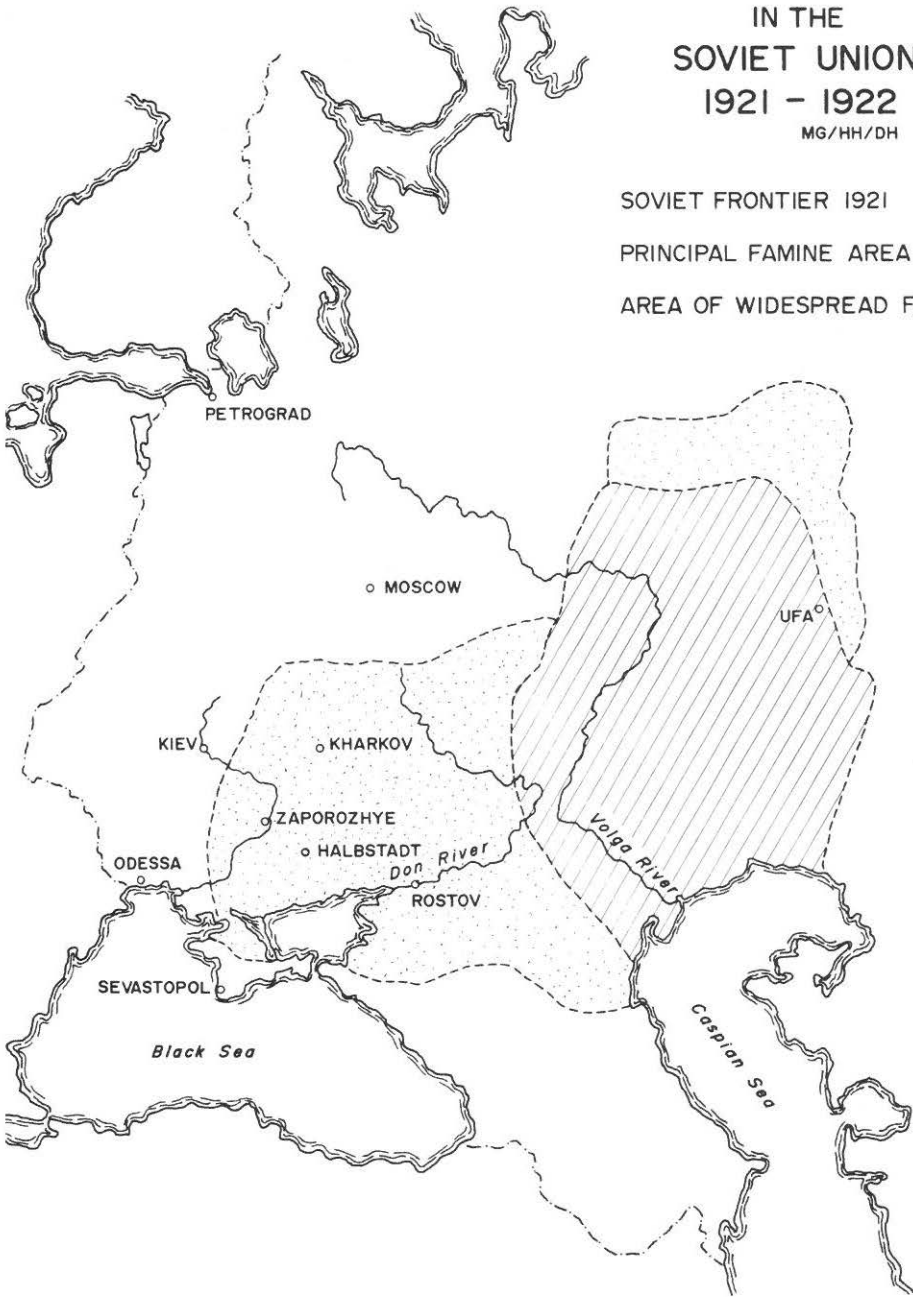 IN THE
SOVIET UNION
1921 - 1922
MG/HH/DH
SOVIET FRONTIER 1921
PRINCIPAL FAMINE AREA
AREA OF WIDESPREAD F
PETROGRAD
MOSCOW
UFA
KIEV
KHARKOV
ZAPOROZHYE
HALBSTADT
Don River
Volga River
ODESSA
ROSTOV
SEVASTOPOL
Black Sea
Caspian Sea